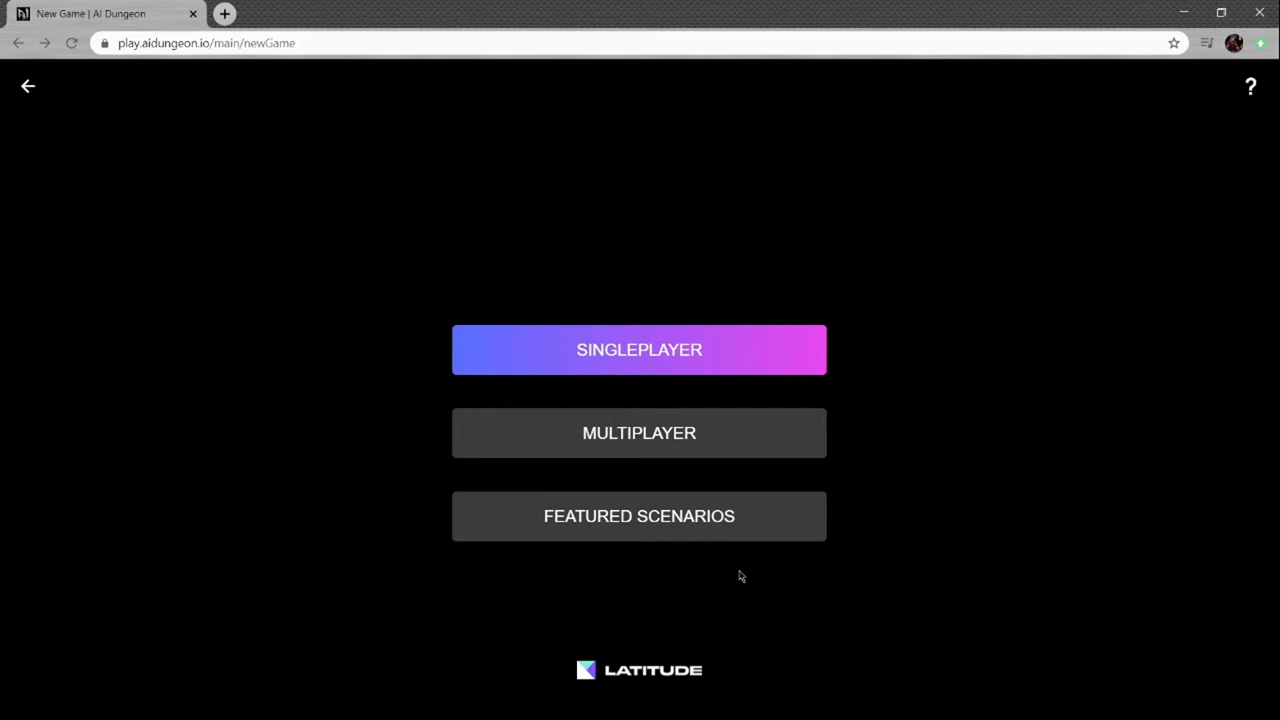 New Game | AI Dungeon
play.aidungeon.io/main/newGame
?
SINGLEPLAYER
MULTIPLAYER
FEATURED SCENARIOS
LATITUDE